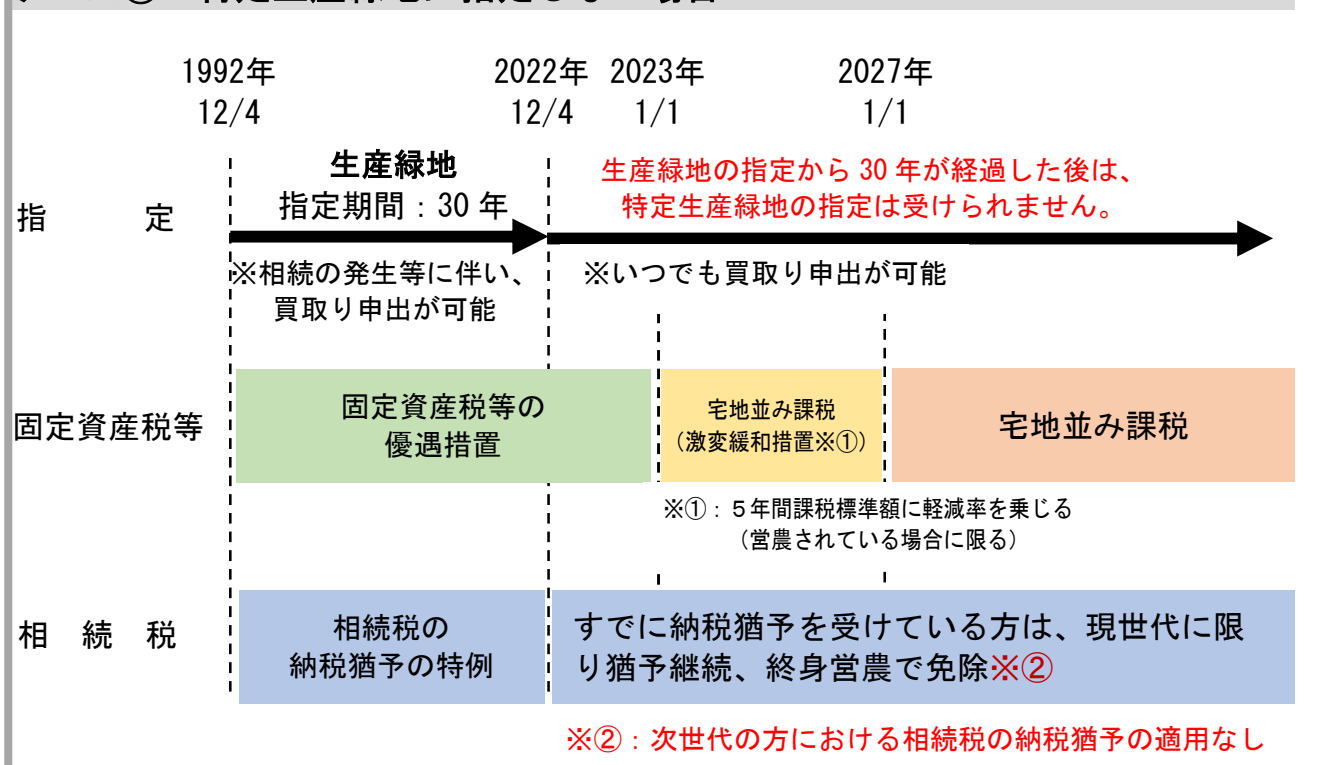 1992年 2022年 2023年 2027年
12/4 12/4 1/1 1/1
生産緑地
指定期間：30 年
生産緑地の指定から 30 年が経過した後は、
特定生産緑地の指定は受けられません。
指 定
※相続の発生等に伴い、
買取り申出が可能
※いつでも買取り申出が可能
固定資産税等
固定資産税等の
優遇措置
宅地並み課税
（激変緩和措置※①）
宅地並み課税
※①：５年間課税標準額に軽減率を乗じる
（営農されている場合に限る）
相 続 税
相続税の
納税猶予の特例
すでに納税猶予を受けている方は、現世代に限
り猶予継続、終身営農で免除※②
※②：次世代の方における相続税の納税猶予の適用なし